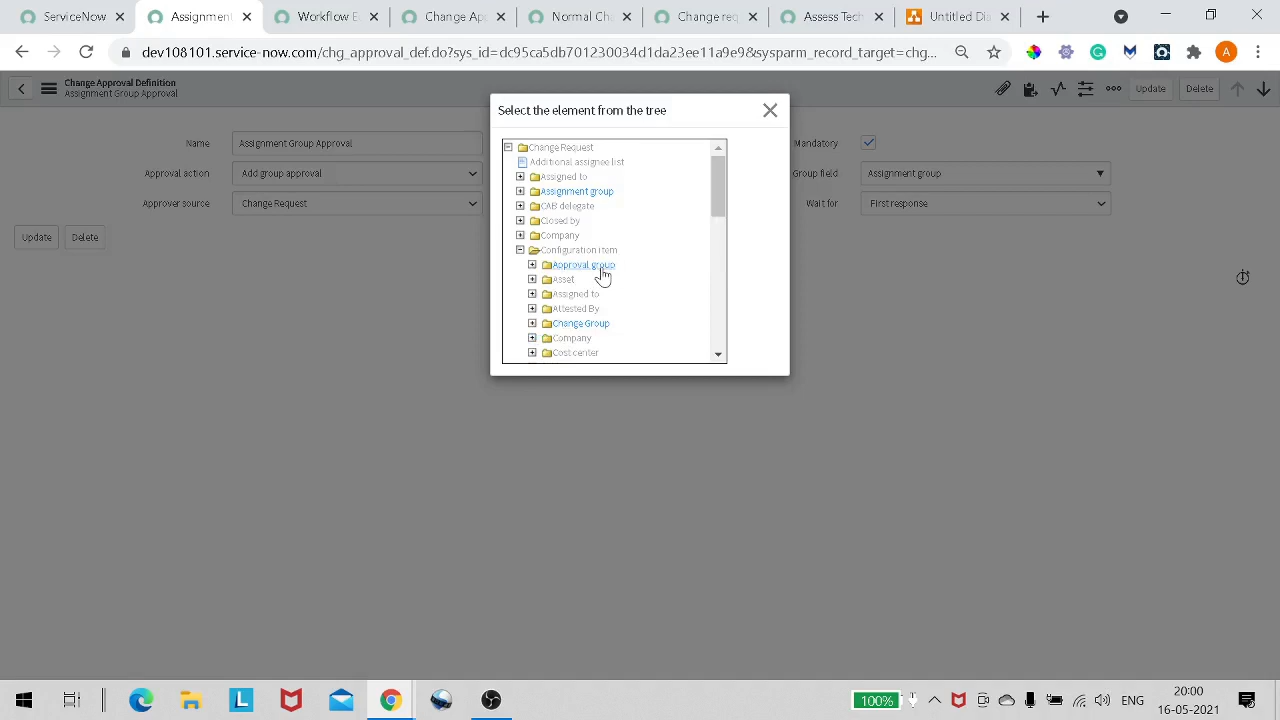 ServiceNow
Assignment
Workflow E
Change Ap
Normal Ch
Change re
Assess Tech
Untitled Di
dev108101.service-now.com/chg_approval_def.do?sys_id=dc95ca5db701230034d1da23ee11a9e9&sysparm_record_target=chg...
A
Change Approval Definition
Assignment Group Approval
Update
Delete
Select the element from the tree
Name
Assignment Group Approval
Mandatory
Approval action
Add group approval
Group field
Assignment group
Approver source
Change Request
Wait for
First response
Update
Delete
Change Request
Additional assignee list
Assigned to
Assignment group
CAB delegate
Closed by
Company
Configuration item
Approval group
Asset
Assigned to
Attested By
Change Group
Company
Cost center
L
100%
ENG
20:00
16-05-2021